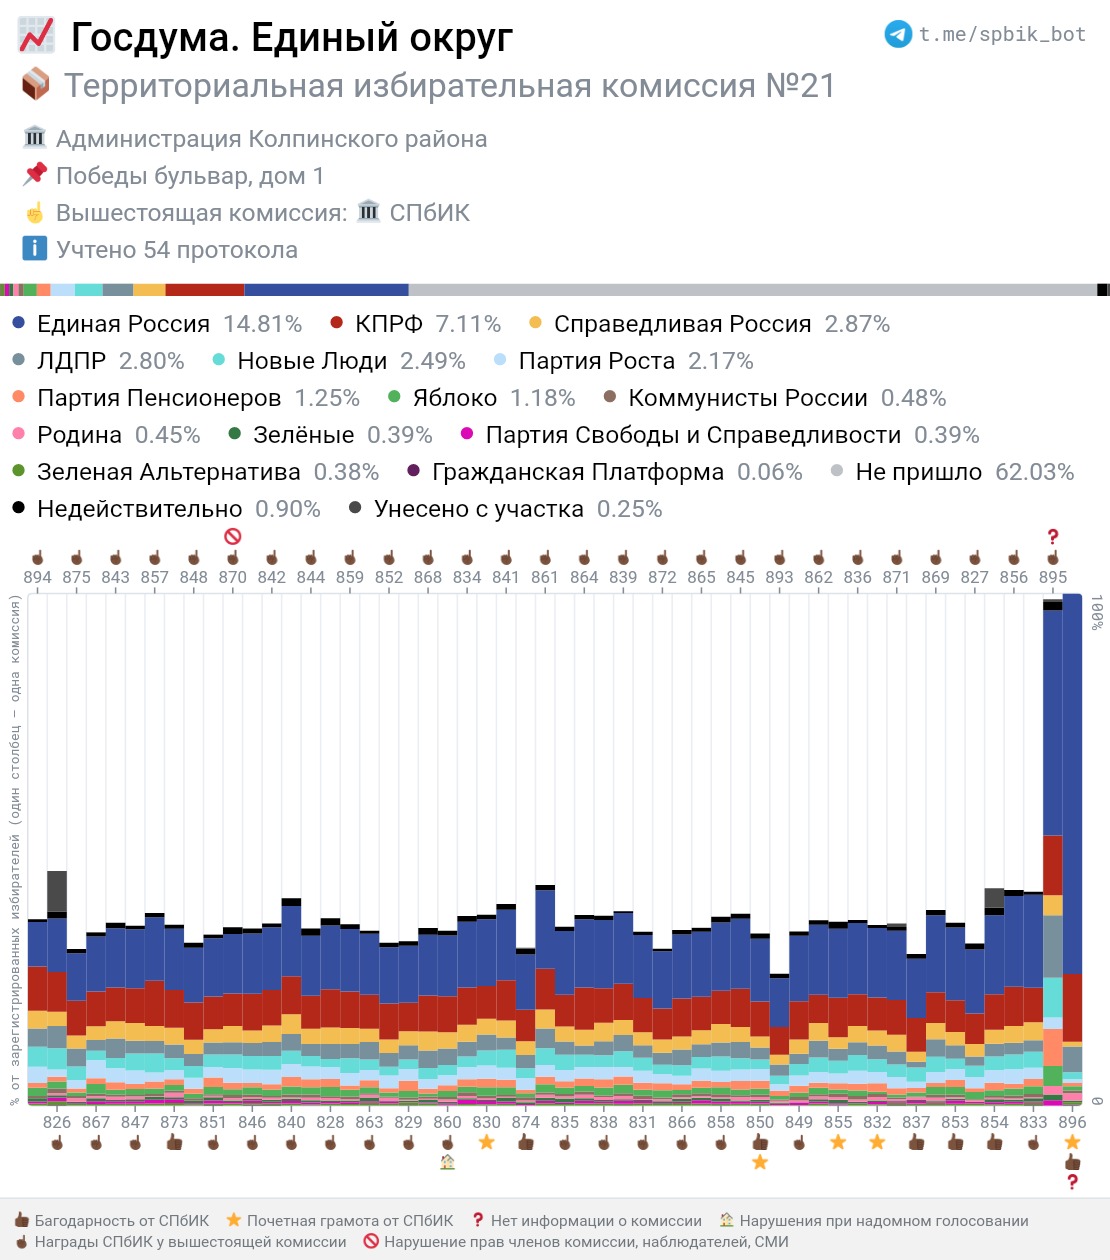 Госдума. Единый округ
t.me/spbik_bot
Территориальная избирательная комиссия №21
Администрация Колпинского района
Победы бульвар, дом 1
Вышестоящая комиссия: СПбИК
Учтено 54 протокола
Единая Россия 14.81% КПРФ 7.11% Справедливая Россия 2.87%
ЛДПР 2.80% Новые Люди 2.49% Партия Роста 2.17%
Партия Пенсионеров 1.25% Яблоко 1.18% Коммунисты России 0.48%
Родина 0.45% Зелёные 0.39% Партия Свободы и Справедливости 0.39%
Зеленая Альтернатива 0.38% Гражданская Платформа 0.06% Не пришло 62.03%
Недействительно 0.90% Унесено с участка 0.25%
894 875 843 857 848 870 842 844 859 852 868 834 841 861 864 839 872 865 845 893 862 836 871 869 827 856 895
% от зарегистрированных избирателей (один столбец – одна комиссия)
100%
0
826 867 847 873 851 846 840 828 863 829 860 830 874 835 838 831 866 858 850 849 855 832 837 853 854 833 896
Багодарность от СПбИК Почетная грамота от СПбИК Нет информации о комиссии Нарушения при надомном голосовании
Награды СПбИК у вышестоящей комиссии Нарушение прав членов комиссии, наблюдателей, СМИ